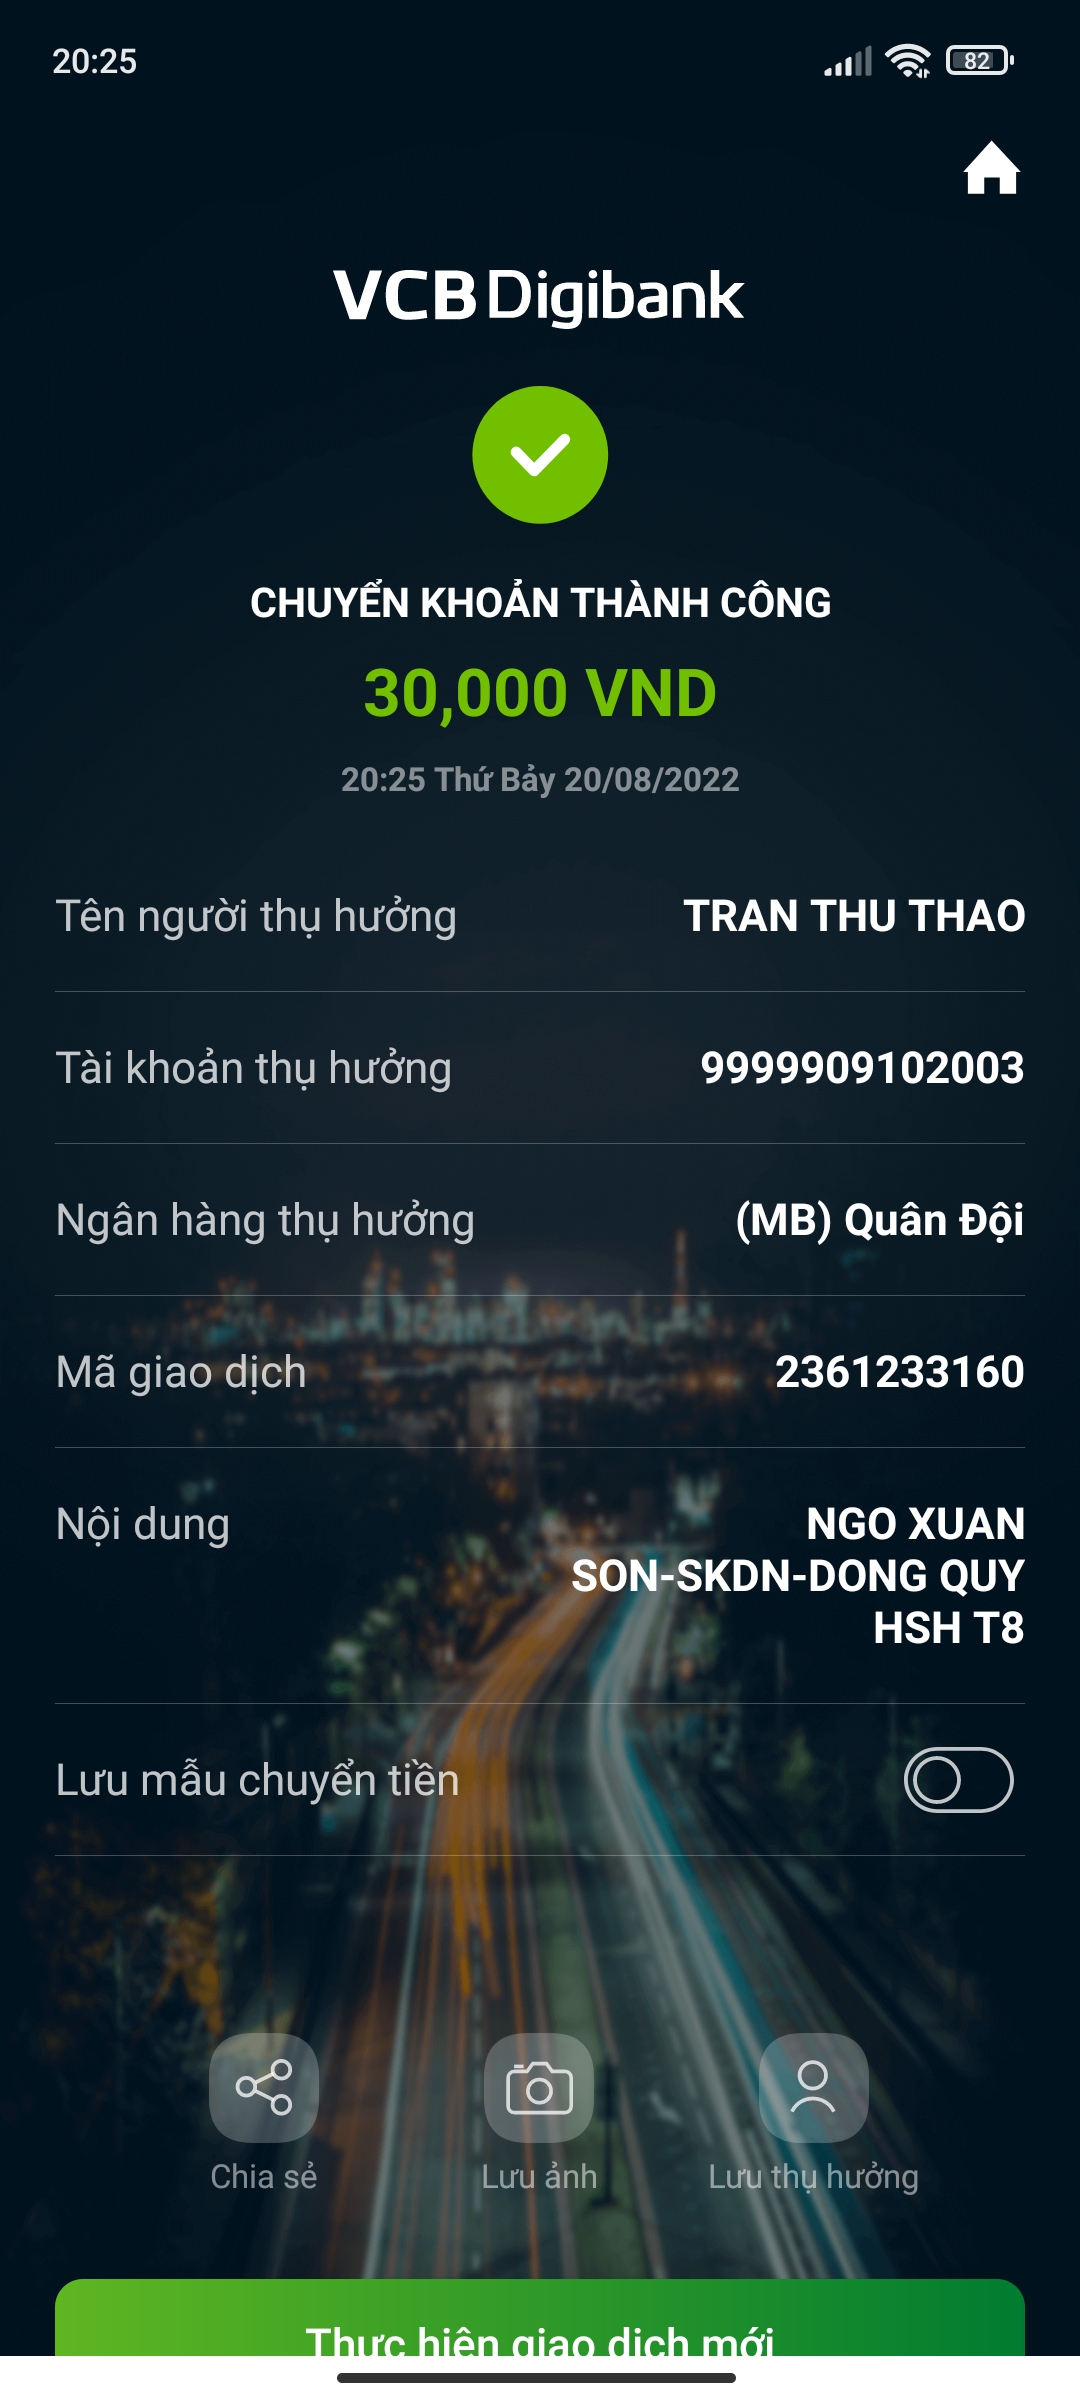 20:25
82
VCB Digibank
CHUYỂN KHOẢN THÀNH CÔNG
30,000 VND
20:25 Thứ Bảy 20/08/2022
Tên người thụ hưởng TRAN THU THAO
Tài khoản thụ hưởng 9999909102003
Ngân hàng thụ hưởng (MB) Quân Đội
Mã giao dịch 2361233160
Nội dung NGO XUAN
SON-SKDN-DONG QUY
HSH T8
Lưu mẫu chuyển tiền
Chia sẻ Lưu ảnh Lưu thụ hưởng
Thực hiện giao dịch mới